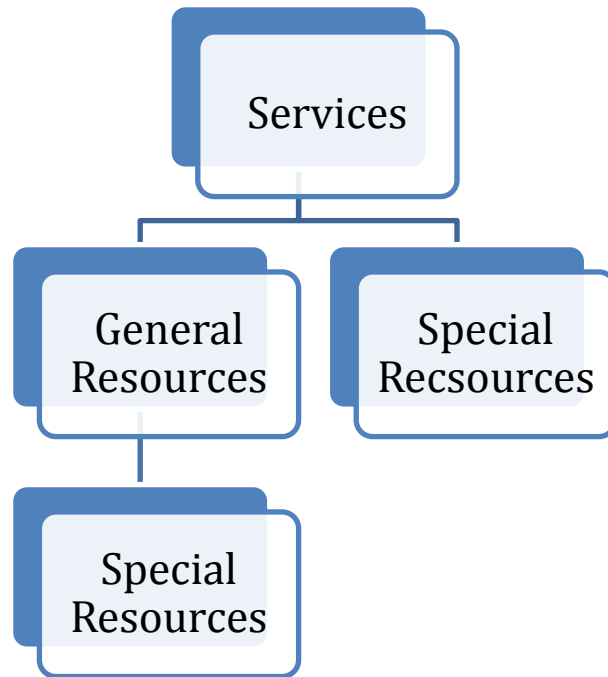 Services
General
Resources
Special
Recsources
Special
Resources